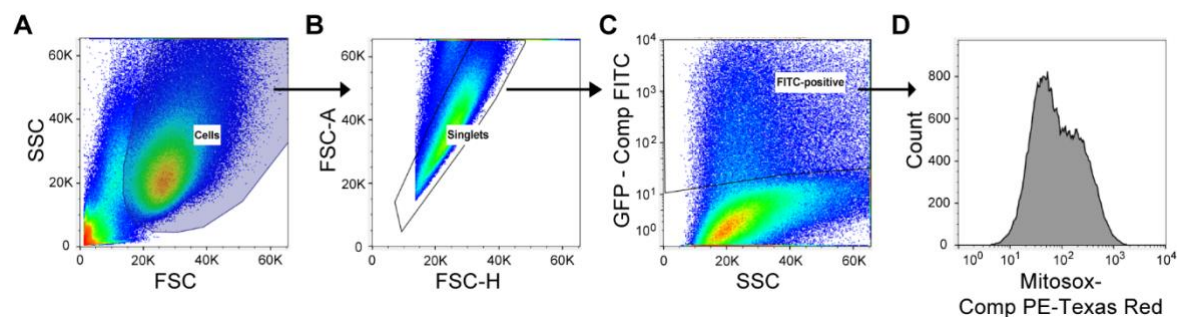 A
SSC
60K
40K
20K
0
Cells
0
20K
40K
60K
FSC
B
FSC-A
60K
40K
20K
0
Singlets
0
20K
40K
60K
FSC-H
C
GFP - Comp FITC
10⁴
10³
10²
10¹
10⁰
FITC-positive
0
20K
40K
60K
SSC
D
Count
800
600
400
200
0
10⁰
10¹
10²
10³
10⁴
Mitosox-
Comp PE-Texas Red